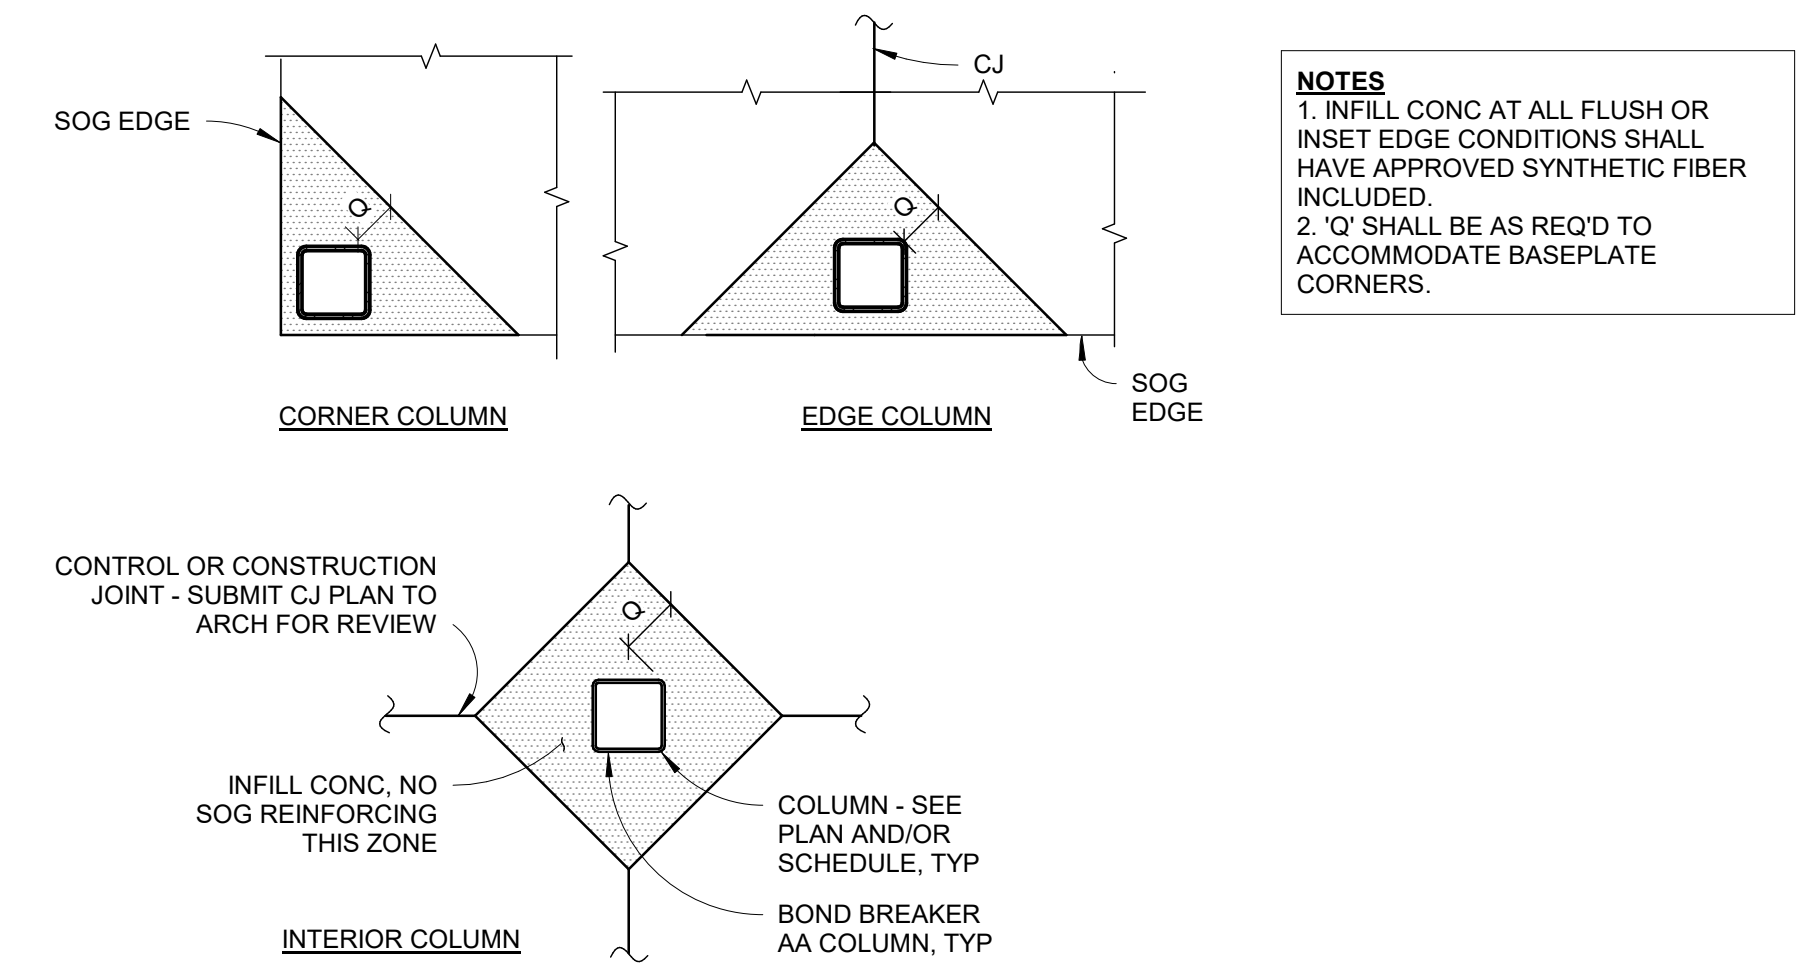 CJ
SOG EDGE
Q
Q
SOG
EDGE
CORNER COLUMN
EDGE COLUMN
NOTES
1. INFILL CONC AT ALL FLUSH OR
INSET EDGE CONDITIONS SHALL
HAVE APPROVED SYNTHETIC FIBER
INCLUDED.
2. 'Q' SHALL BE AS REQ'D TO
ACCOMMODATE BASEPLATE
CORNERS.
CONTROL OR CONSTRUCTION
JOINT - SUBMIT CJ PLAN TO
ARCH FOR REVIEW
Q
INFILL CONC, NO
SOG REINFORCING
THIS ZONE
COLUMN - SEE
PLAN AND/OR
SCHEDULE, TYP
BOND BREAKER
AA COLUMN, TYP
INTERIOR COLUMN